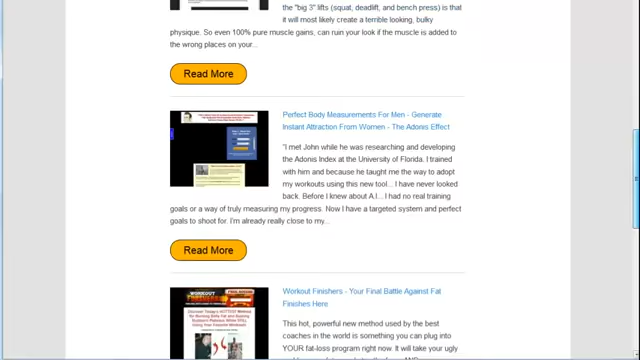 the "big 3" lifts (squat, deadlift, and bench press) is that
it will most likely create a terrible looking, bulky
physique. So even 100% pure muscle gains, can ruin your look if the muscle is added to
the wrong places on your...
Read More
Perfect Body Measurements For Men - Generate
Instant Attraction From Women - The Adonis Effect
"I met John while he was researching and developing
the Adonis Index at the University of Florida. I trained
with him and because he taught me the way to adopt
my workouts using this new tool... I have never looked
back. Before I knew about A.I... I had no real training
goals or a way of truly measuring my progress. Now I have a targeted system and perfect
goals to shoot for. I'm already really close to my...
Read More
Workout Finishers - Your Final Battle Against Fat
Finishes Here
WORKOUT
This hot, powerful new method used by the best
coaches in the world is something you can plug into
YOUR fat-loss program right now. It will take your ugly